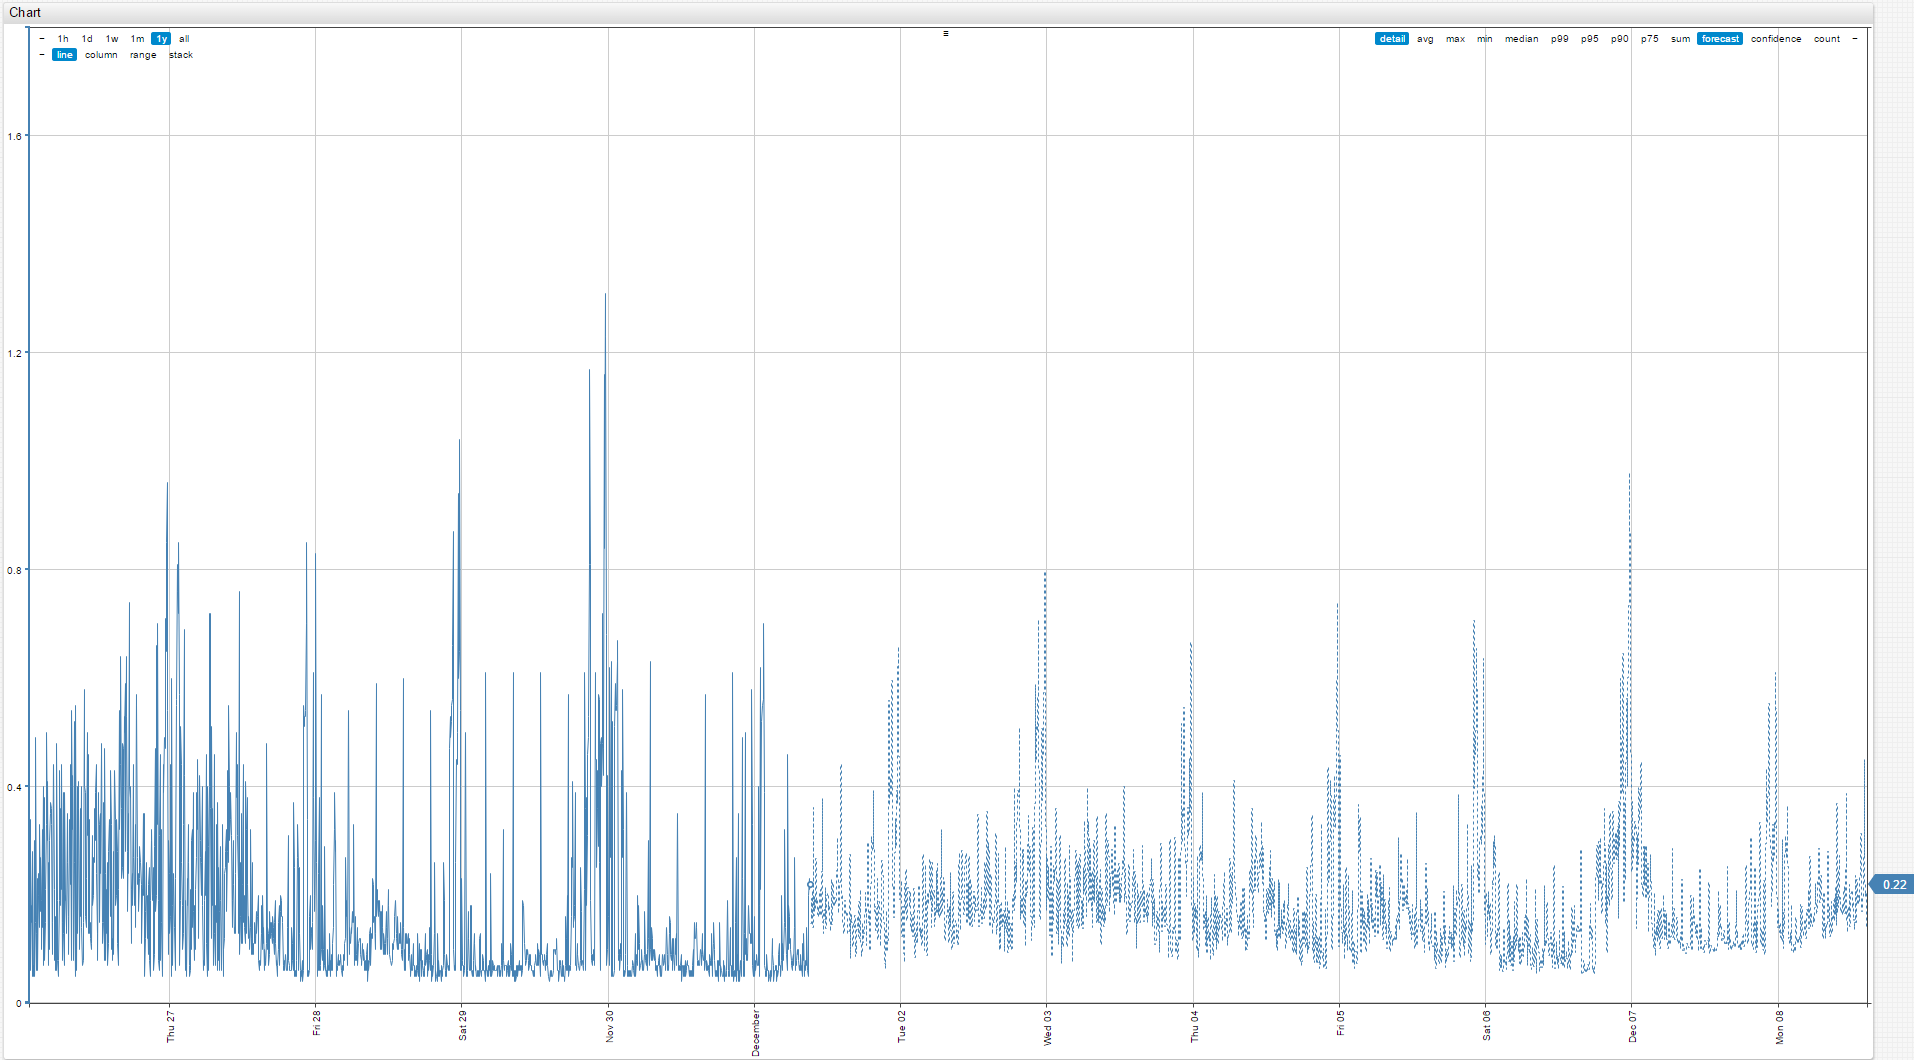 Chart
− 1h 1d 1w 1m 1y all
− line column range stack
≡
detail avg max min median p99 p95 p90 p75 sum forecast confidence count −
1.6
1.2
0.8
0.4
0
0.22
Thu 27
Fri 28
Sat 29
Nov 30
December
Tue 02
Wed 03
Thu 04
Fri 05
Sat 06
Dec 07
Mon 08